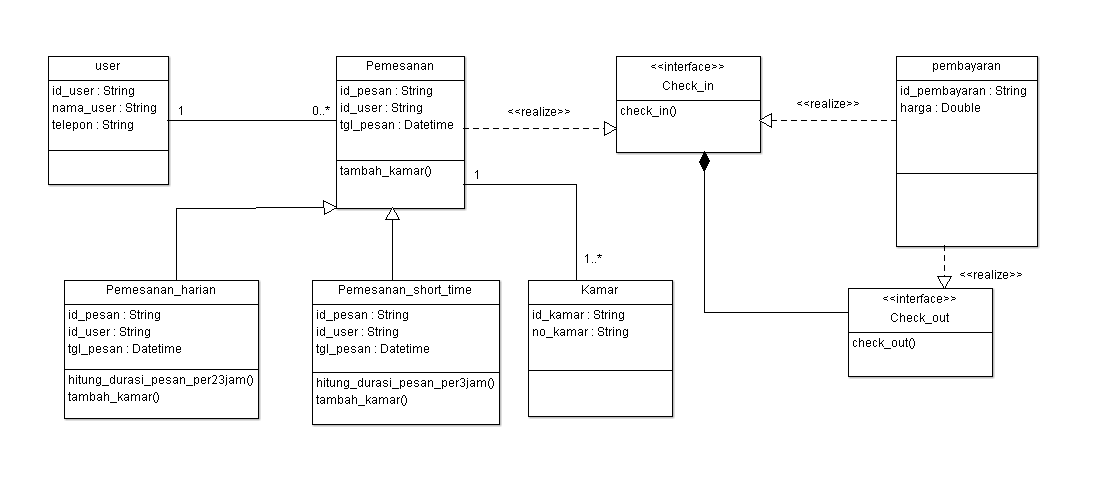 user
id_user : String
nama_user : String
telepon : String
1
0..*
Pemesanan
id_pesan : String
id_user : String
tgl_pesan : Datetime
tambah_kamar()
<<realize>>
<<interface>>
Check_in
check_in()
<<realize>>
pembayaran
id_pembayaran : String
harga : Double
1
1..*
<<realize>>
Pemesanan_harian
id_pesan : String
id_user : String
tgl_pesan : Datetime
hitung_durasi_pesan_per23jam()
tambah_kamar()
Pemesanan_short_time
id_pesan : String
id_user : String
tgl_pesan : Datetime
hitung_durasi_pesan_per3jam()
tambah_kamar()
Kamar
id_kamar : String
no_kamar : String
<<interface>>
Check_out
check_out()